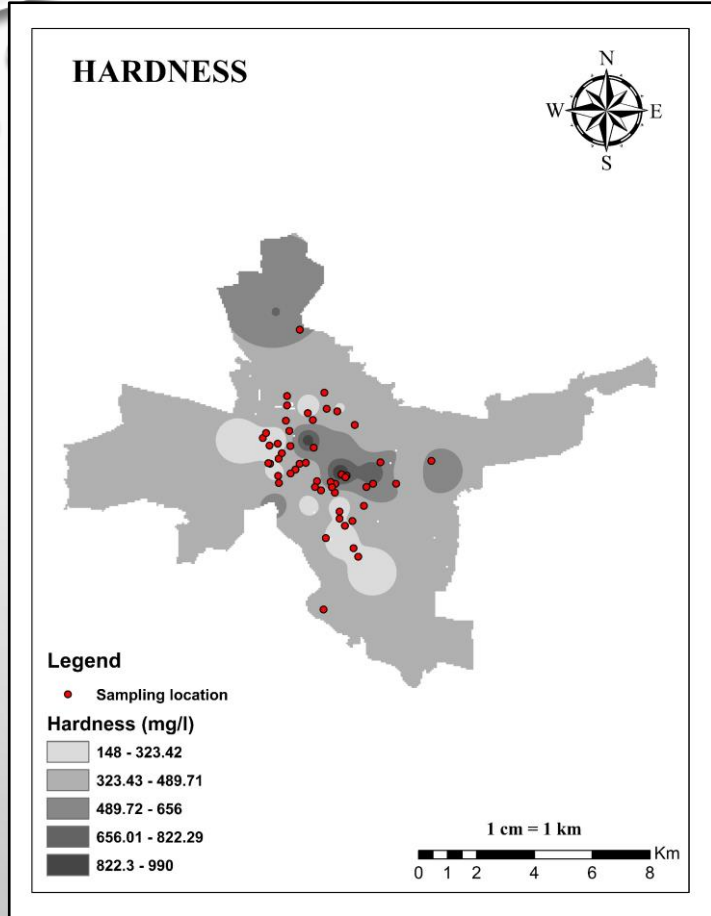 HARDNESS
N
W
E
S
Legend
Sampling location
Hardness (mg/l)
148 - 323.42
323.43 - 489.71
489.72 - 656
656.01 - 822.29
822.3 - 990
1 cm = 1 km
Km
0 1 2 4 6 8